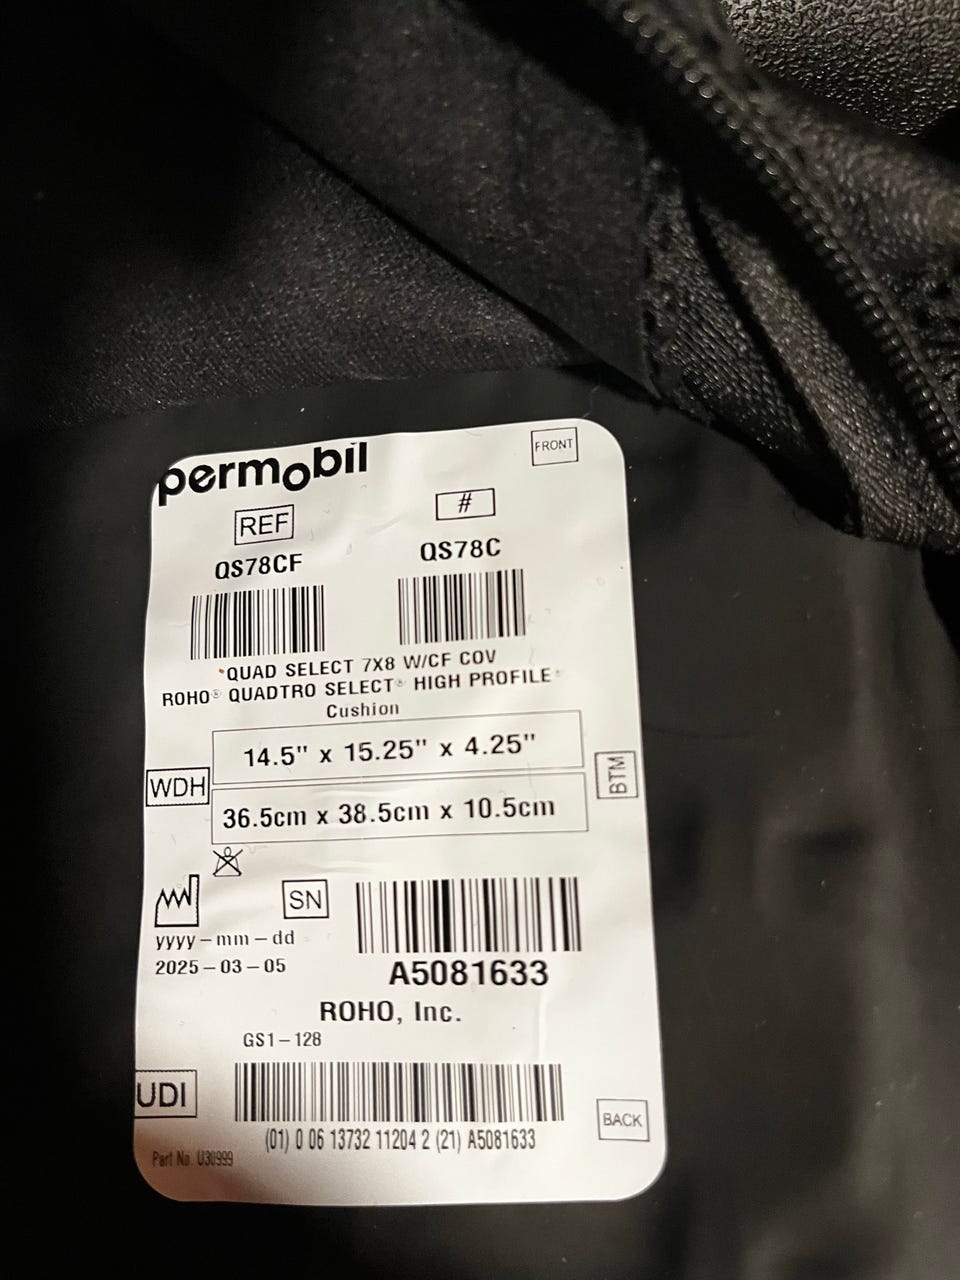 permobil
FRONT
REF
#
QS78CF
QS78C
*QUAD SELECT 7X8 W/CF COV
ROHO® QUADTRO SELECT® HIGH PROFILE®
Cushion
14.5" x 15.25" x 4.25"
WDH
BTM
36.5cm x 38.5cm x 10.5cm
SN
yyyy-mm-dd
2025-03-05
A5081633
ROHO, Inc.
GS1-128
UDI
BACK
(01) 0 06 13732 11204 2 (21) A5081633
Part No. U30999